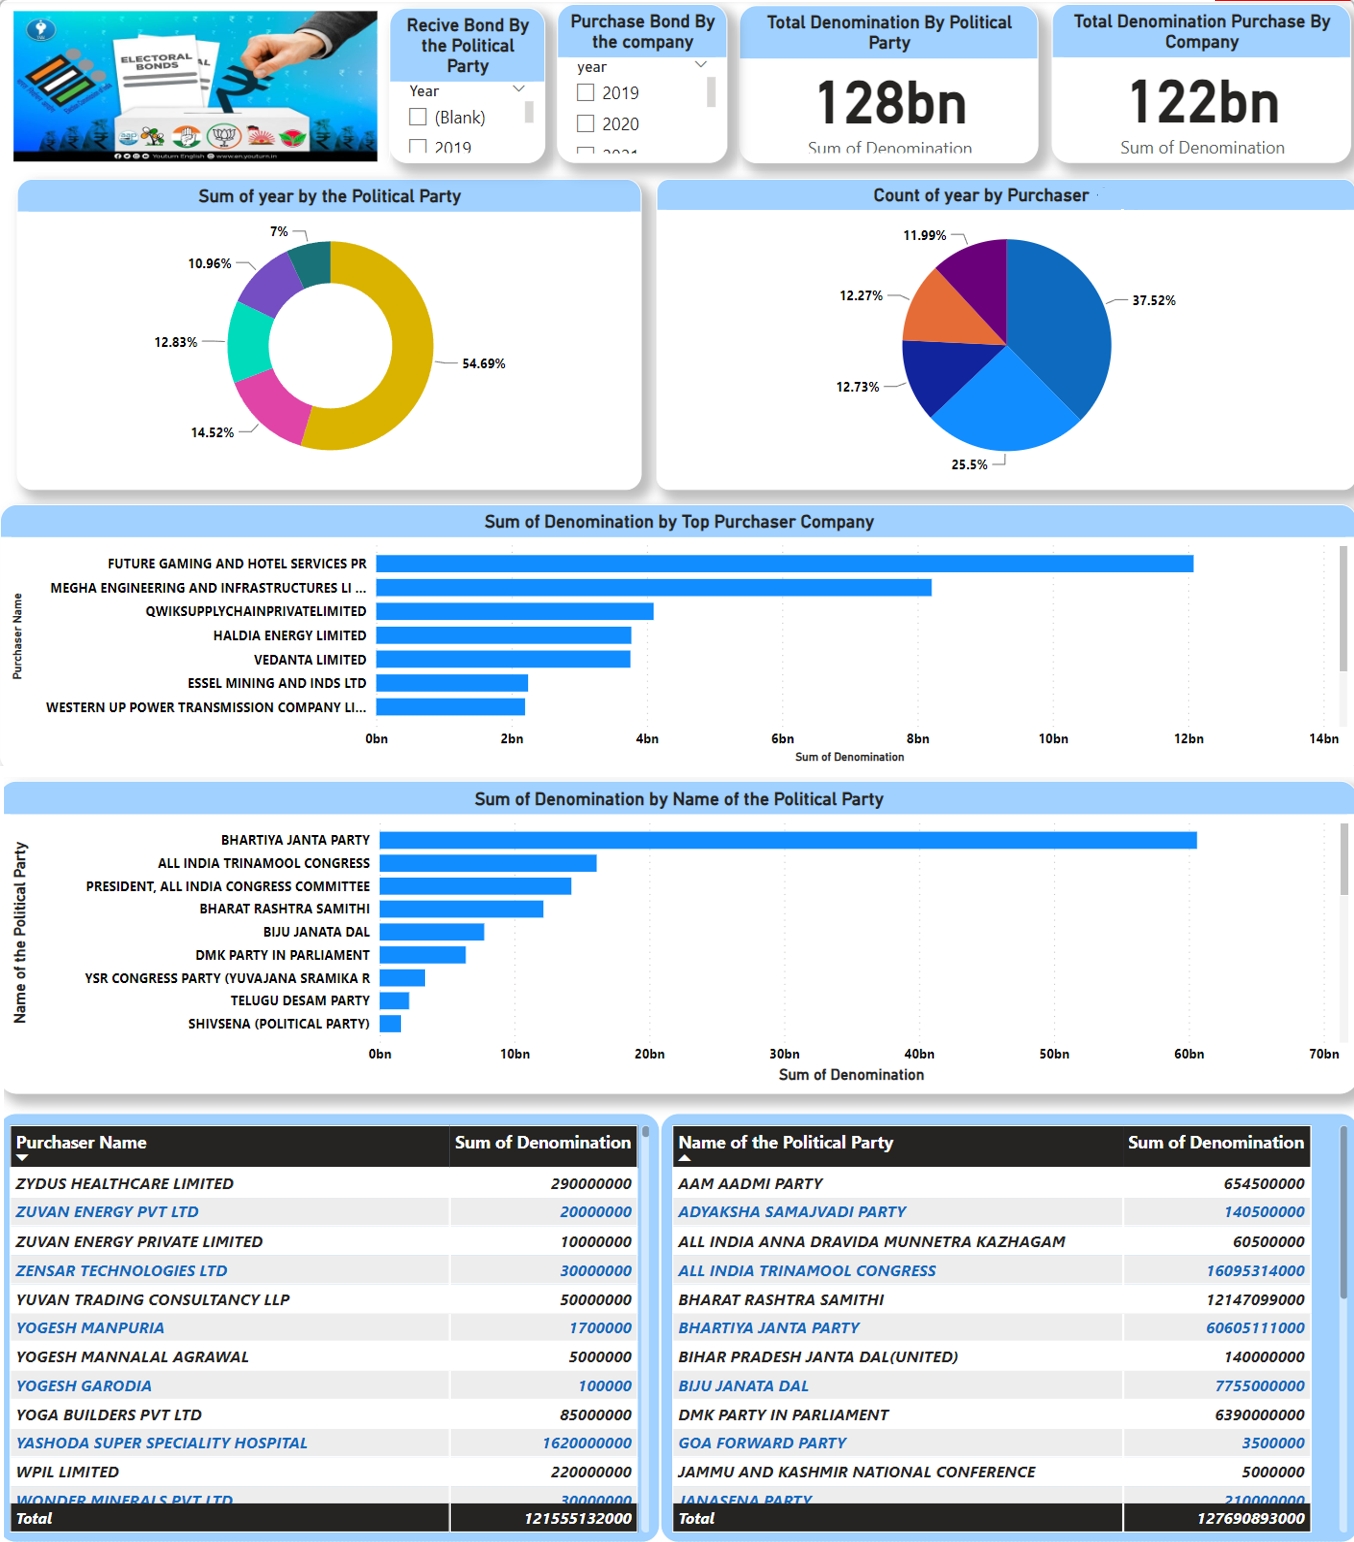 ELECTORAL
BONDS
Youturn English
www.en.youturn.in
Recive Bond By
the Political
Party
Year
(Blank)
2019
Purchase Bond By
the company
year
2019
2020
2021
Total Denomination By Political
Party
128bn
Sum of Denomination
Total Denomination Purchase By
Company
122bn
Sum of Denomination
Sum of year by the Political Party
7%
10.96%
12.83%
14.52%
54.69%
Count of year by Purchaser
11.99%
12.27%
12.73%
25.5%
37.52%
Sum of Denomination by Top Purchaser Company
Purchaser Name
FUTURE GAMING AND HOTEL SERVICES PR
MEGHA ENGINEERING AND INFRASTRUCTURES LI ...
QWIKSUPPLYCHAINPRIVATELIMITED
HALDIA ENERGY LIMITED
VEDANTA LIMITED
ESSEL MINING AND INDS LTD
WESTERN UP POWER TRANSMISSION COMPANY LI...
0bn 2bn 4bn 6bn 8bn 10bn 12bn 14bn
Sum of Denomination
Sum of Denomination by Name of the Political Party
Name of the Political Party
BHARTIYA JANTA PARTY
ALL INDIA TRINAMOOL CONGRESS
PRESIDENT, ALL INDIA CONGRESS COMMITTEE
BHARAT RASHTRA SAMITHI
BIJU JANATA DAL
DMK PARTY IN PARLIAMENT
YSR CONGRESS PARTY (YUVAJANA SRAMIKA R
TELUGU DESAM PARTY
SHIVSENA (POLITICAL PARTY)
0bn 10bn 20bn 30bn 40bn 50bn 60bn 70bn
Sum of Denomination
Purchaser Name Sum of Denomination
ZYDUS HEALTHCARE LIMITED 290000000
ZUVAN ENERGY PVT LTD 20000000
ZUVAN ENERGY PRIVATE LIMITED 10000000
ZENSAR TECHNOLOGIES LTD 30000000
YUVAN TRADING CONSULTANCY LLP 50000000
YOGESH MANPURIA 1700000
YOGESH MANNALAL AGRAWAL 5000000
YOGESH GARODIA 100000
YOGA BUILDERS PVT LTD 85000000
YASHODA SUPER SPECIALITY HOSPITAL 1620000000
WPIL LIMITED 220000000
WONDER MINERALS PVT LTD 30000000
Total 121555132000
Name of the Political Party Sum of Denomination
AAM AADMI PARTY 654500000
ADYAKSHA SAMAJVADI PARTY 140500000
ALL INDIA ANNA DRAVIDA MUNNETRA KAZHAGAM 60500000
ALL INDIA TRINAMOOL CONGRESS 16095314000
BHARAT RASHTRA SAMITHI 12147099000
BHARTIYA JANTA PARTY 60605111000
BIHAR PRADESH JANTA DAL(UNITED) 140000000
BIJU JANATA DAL 7755000000
DMK PARTY IN PARLIAMENT 6390000000
GOA FORWARD PARTY 3500000
JAMMU AND KASHMIR NATIONAL CONFERENCE 5000000
JANASENA PARTY 210000000
Total 127690893000